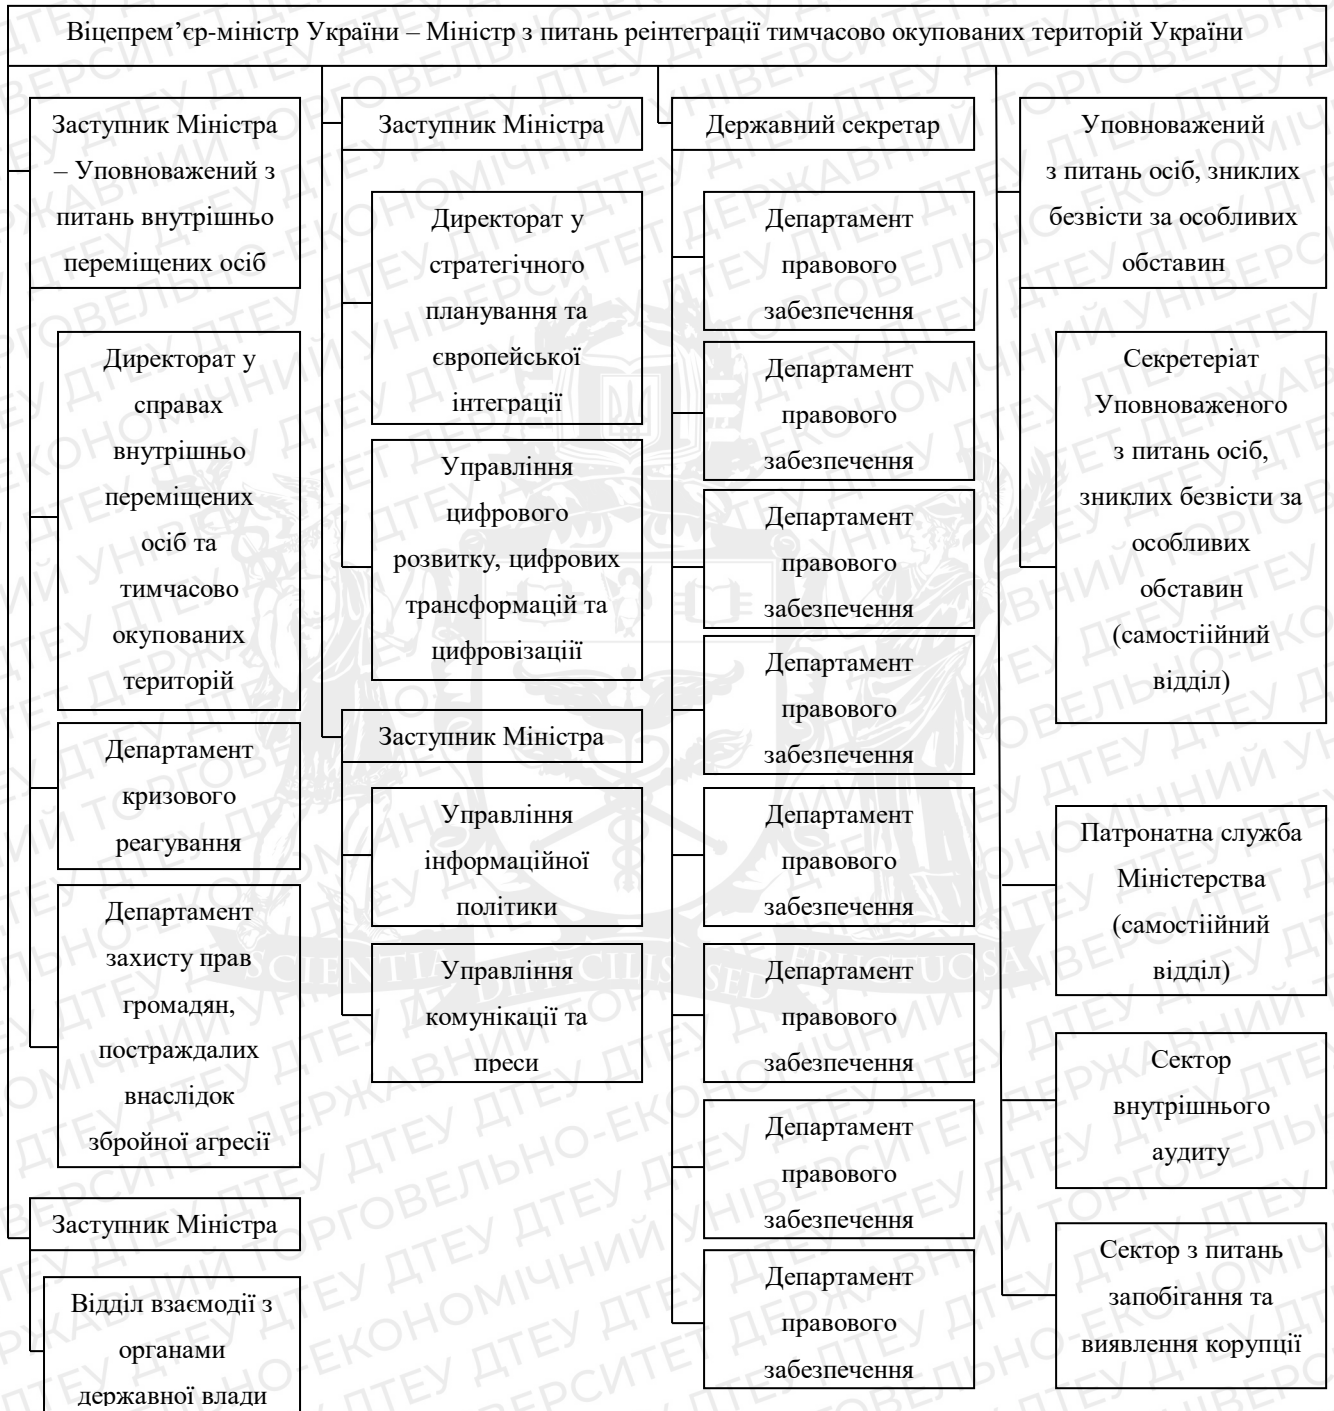 Віцепрем’єр-міністр України – Міністр з питань реінтеграції тимчасово окупованих територій України
Заступник Міністра
– Уповноважений з
питань внутрішньо
переміщених осіб
Директорат у
справах
внутрішньо
переміщених
осіб та
тимчасово
окупованих
територій
Департамент
кризового
реагування
Департамент
захисту прав
громадян,
постраждалих
внаслідок
збройної агресії
Заступник Міністра
Відділ взаємодії з
органами
державної влади
Заступник Міністра
Директорат у
стратегічного
планування та
європейської
інтеграції
Управління
цифрового
розвитку, цифрових
трансформацій та
цифровізаціії
Заступник Міністра
Управління
інформаційної
політики
Управління
комунікації та
преси
Державний секретар
Департамент
правового
забезпечення
Департамент
правового
забезпечення
Департамент
правового
забезпечення
Департамент
правового
забезпечення
Департамент
правового
забезпечення
Департамент
правового
забезпечення
Департамент
правового
забезпечення
Департамент
правового
забезпечення
Уповноважений
з питань осіб, зниклих
безвісти за особливих
обставин
Секретеріат
Уповноваженого
з питань осіб,
зниклих безвісти за
особливих
обставин
(самостіійний
відділ)
Патронатна служба
Міністерства
(самостіійний
відділ)
Сектор
внутрішнього
аудиту
Сектор з питань
запобігання та
виявлення корупції
SCIENTIA DIFFICILIS SED FRUCTUOSA